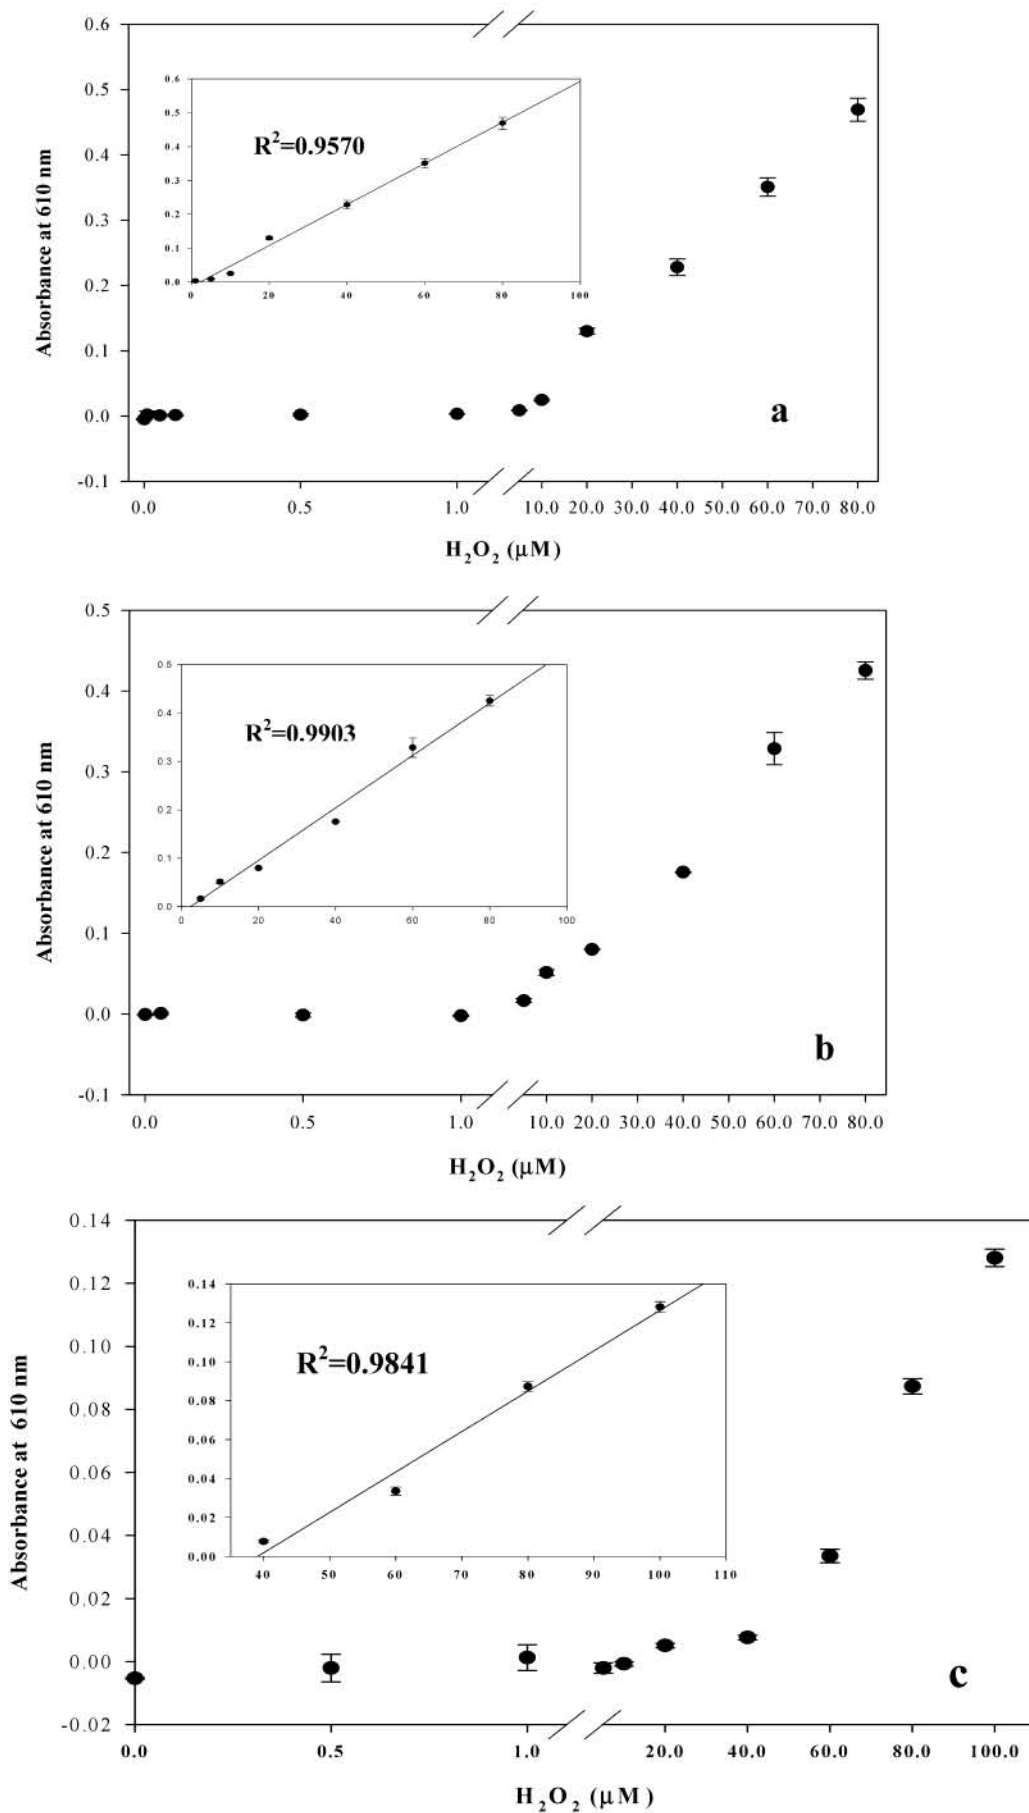 0.6
0.5
0.4
0.3
0.2
0.1
0.0
-0.1
Absorbance at 610 nm
0.6
0.5
0.4
0.3
0.2
0.1
0.0
R²=0.9570
0 20 40 60 80 100
a
0.0 0.5 1.0 10.0 20.0 30.0 40.0 50.0 60.0 70.0 80.0
H₂O₂ (μM)
0.5
0.4
0.3
0.2
0.1
0.0
-0.1
Absorbance at 610 nm
0.5
0.4
0.3
0.2
0.1
0.0
R²=0.9903
0 20 40 60 80 100
b
0.0 0.5 1.0 10.0 20.0 30.0 40.0 50.0 60.0 70.0 80.0
H₂O₂ (μM)
0.14
0.12
0.10
0.08
0.06
0.04
0.02
0.00
-0.02
Absorbance at 610 nm
0.14
0.12
0.10
0.08
0.06
0.04
0.02
0.00
R²=0.9841
40 50 60 70 80 90 100 110
c
0.0 0.5 1.0 20.0 40.0 60.0 80.0 100.0
H₂O₂ (μM)